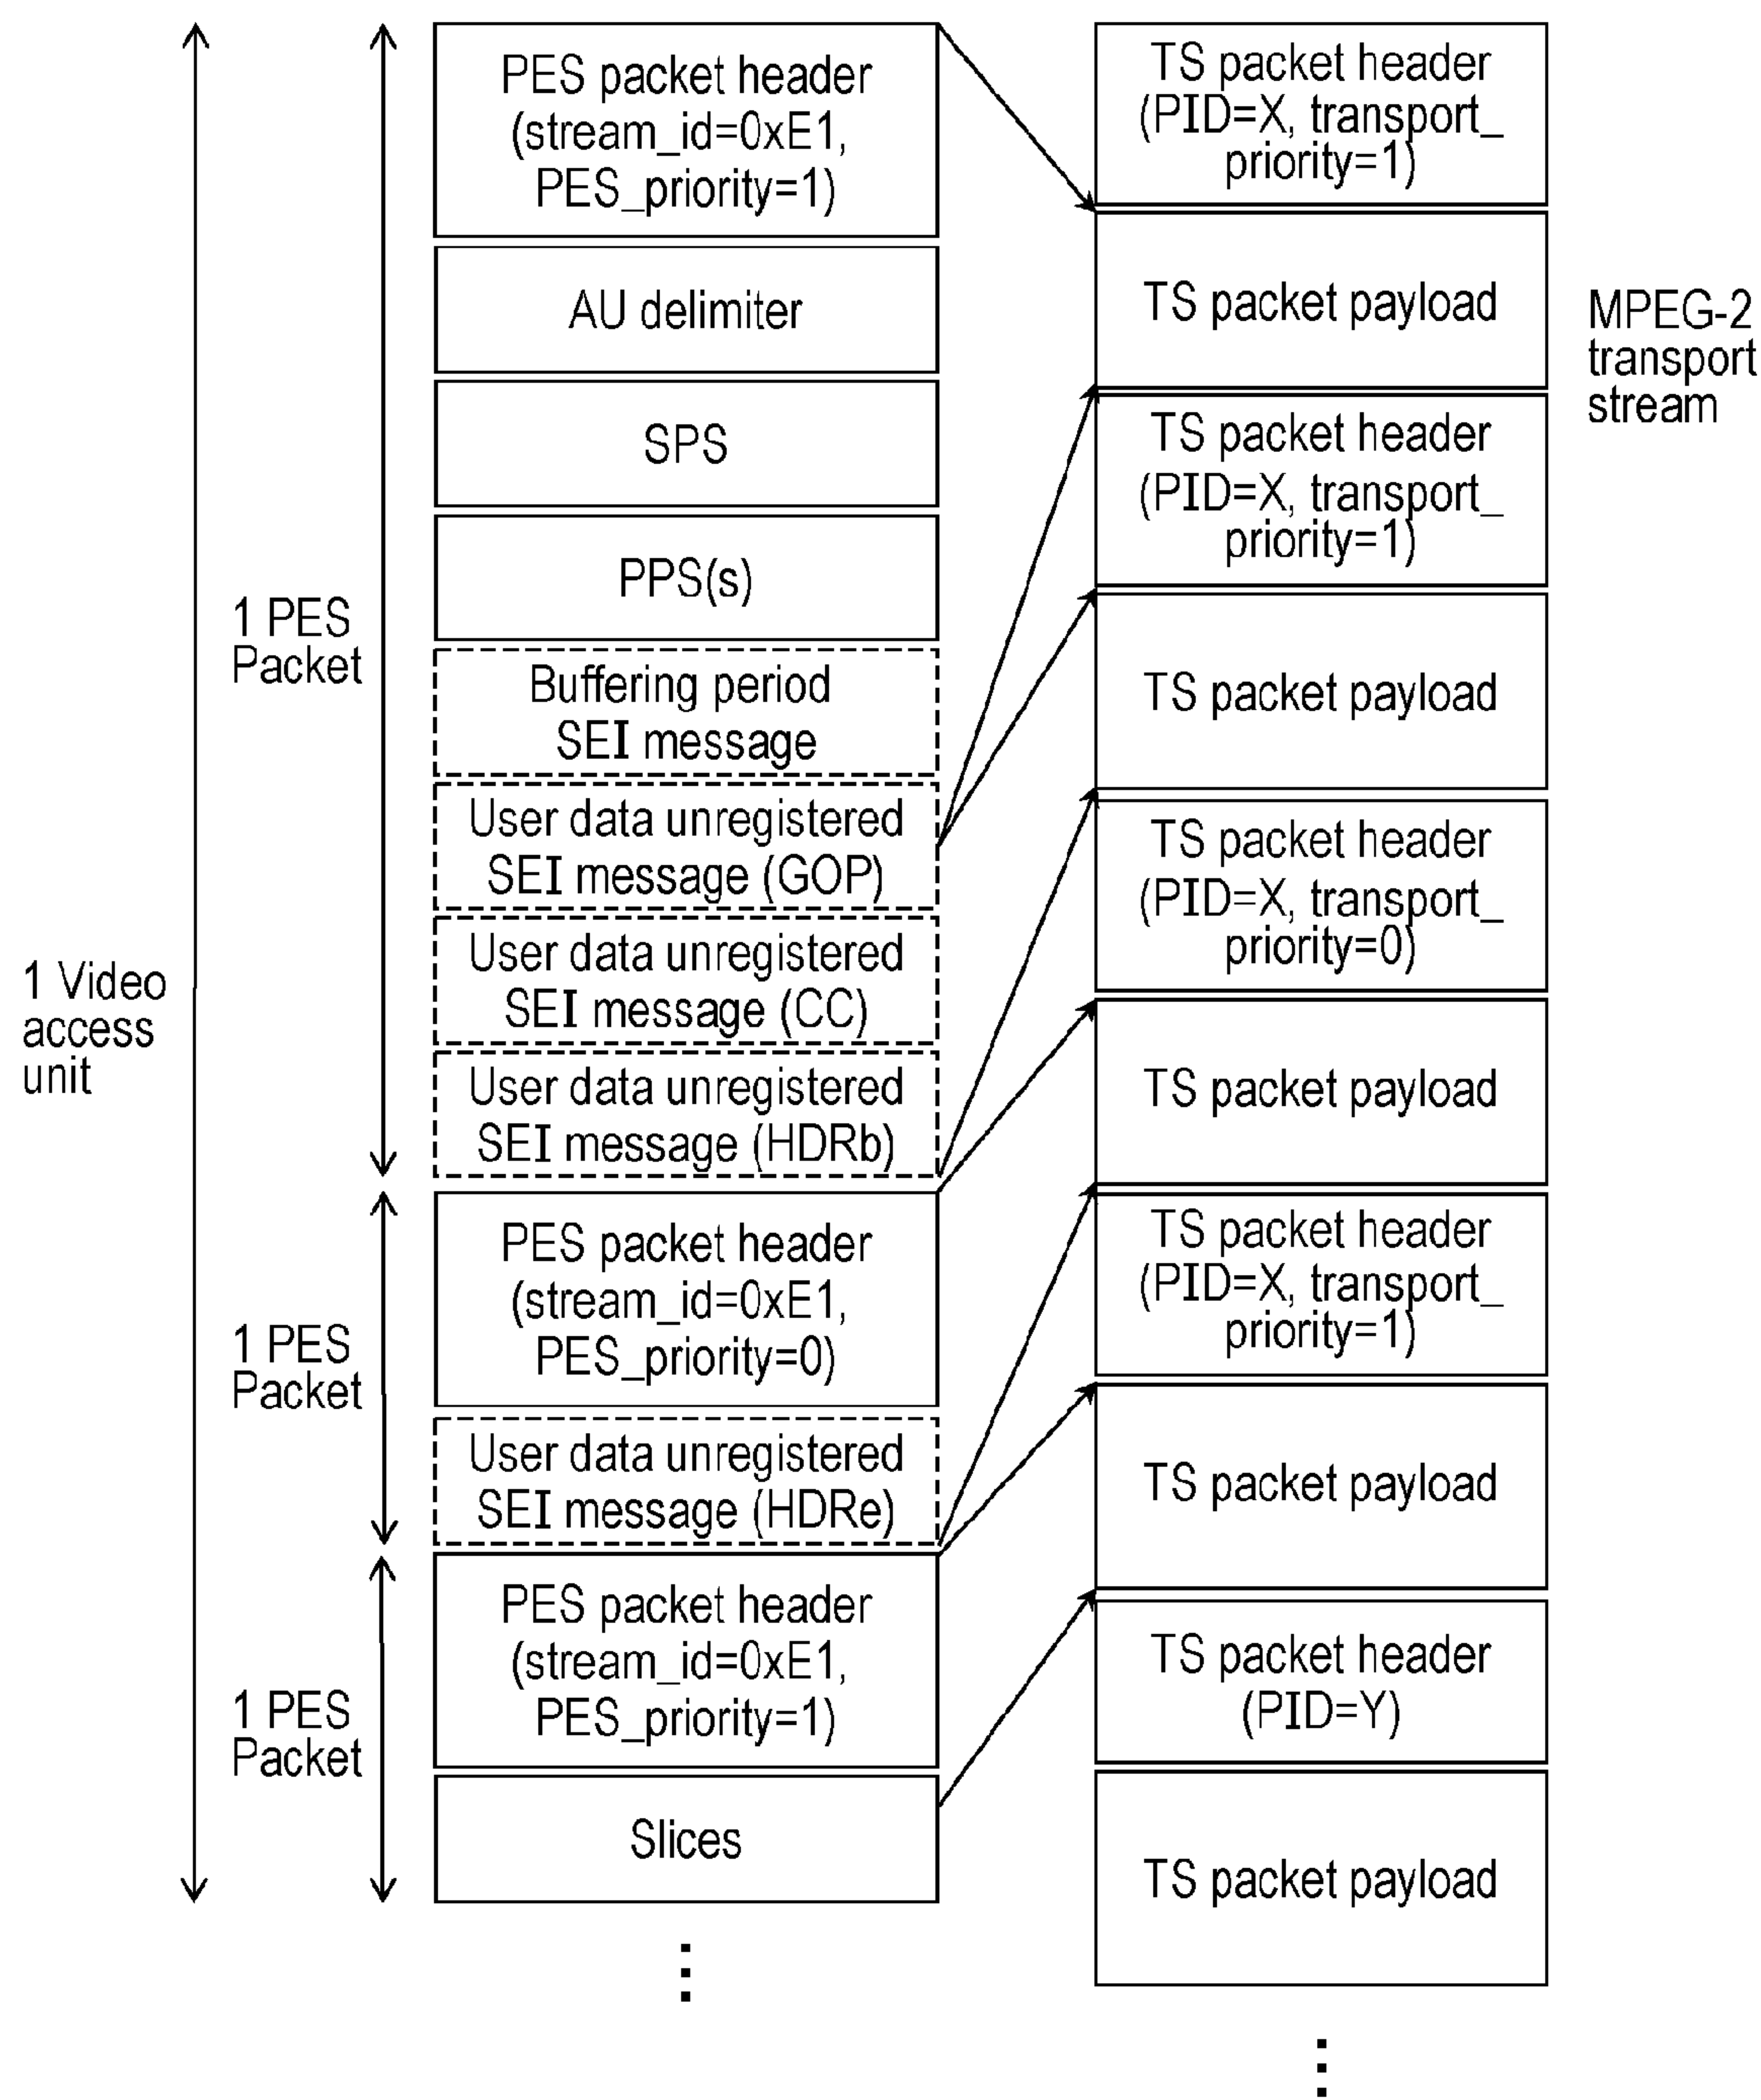 1 Video
access
unit
1 PES
Packet
1 PES
Packet
1 PES
Packet
PES packet header
(stream_id=0xE1,
PES_priority=1)
AU delimiter
SPS
PPS(s)
Buffering period
SEI message
User data unregistered
SEI message (GOP)
User data unregistered
SEI message (CC)
User data unregistered
SEI message (HDRb)
PES packet header
(stream_id=0xE1,
PES_priority=0)
User data unregistered
SEI message (HDRe)
PES packet header
(stream_id=0xE1,
PES_priority=1)
Slices
TS packet header
(PID=X, transport_
priority=1)
TS packet payload
TS packet header
(PID=X, transport_
priority=1)
TS packet payload
TS packet header
(PID=X, transport_
priority=0)
TS packet payload
TS packet header
(PID=X, transport_
priority=1)
TS packet payload
TS packet header
(PID=Y)
TS packet payload
MPEG-2
transport
stream